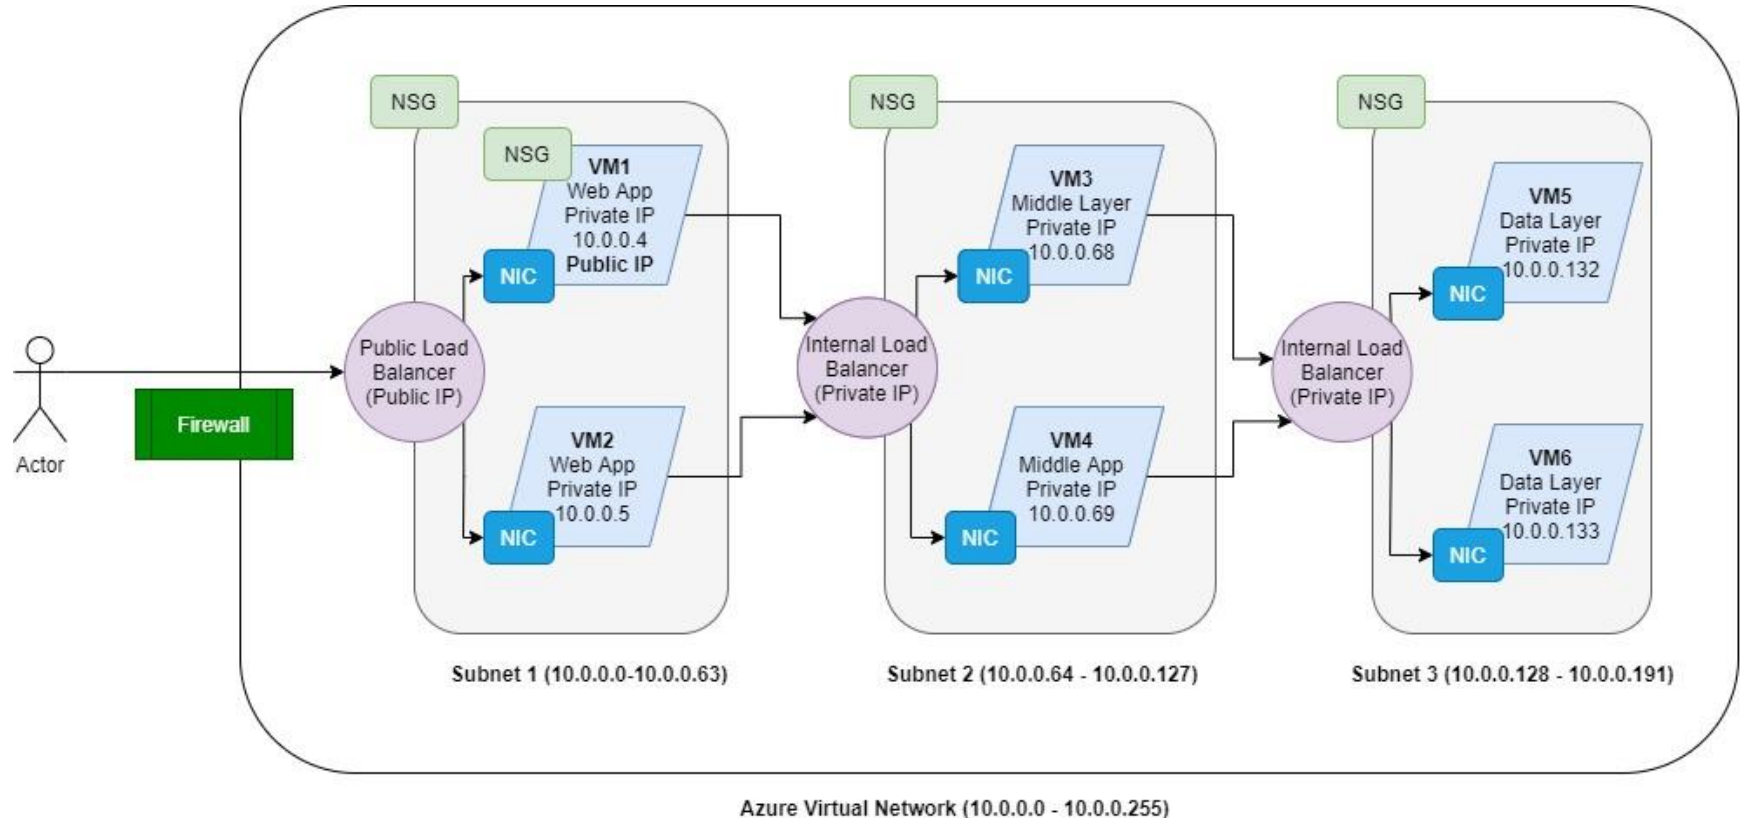 NSG
NSG
VM1
Web App
Private IP
10.0.0.4
Public IP
NIC
Public Load
Balancer
(Public IP)
Firewall
Actor
VM2
Web App
Private IP
10.0.0.5
NIC
Subnet 1 (10.0.0.0-10.0.0.63)
NSG
VM3
Middle Layer
Private IP
10.0.0.68
NIC
Internal Load
Balancer
(Private IP)
VM4
Middle App
Private IP
10.0.0.69
NIC
Subnet 2 (10.0.0.64 - 10.0.0.127)
NSG
VM5
Data Layer
Private IP
10.0.0.132
NIC
Internal Load
Balancer
(Private IP)
VM6
Data Layer
Private IP
10.0.0.133
NIC
Subnet 3 (10.0.0.128 - 10.0.0.191)
Azure Virtual Network (10.0.0.0 - 10.0.0.255)